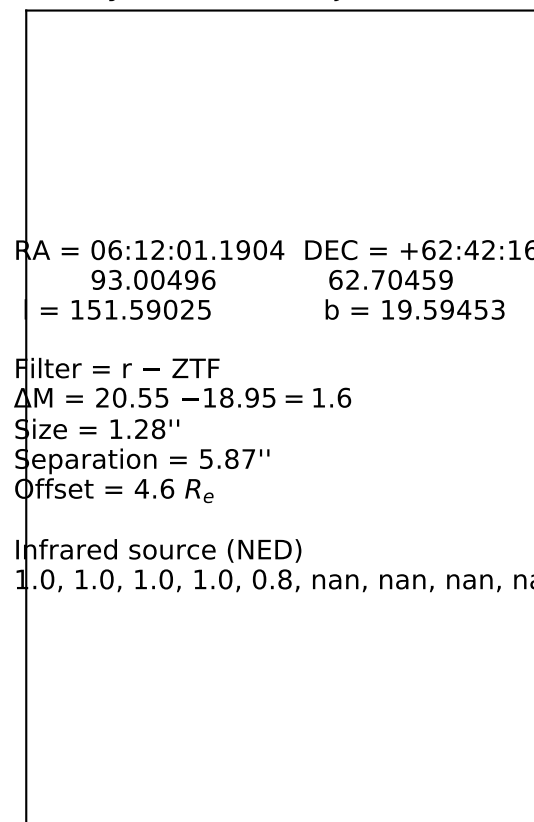 RA = 06:12:01.1904 DEC = +62:42:16
93.00496 62.70459
l = 151.59025 b = 19.59453
Filter = r − ZTF
ΔM = 20.55 −18.95 = 1.6
Size = 1.28''
Separation = 5.87''
Offset = 4.6 Rₑ
Infrared source (NED)
1.0, 1.0, 1.0, 1.0, 0.8, nan, nan, nan,